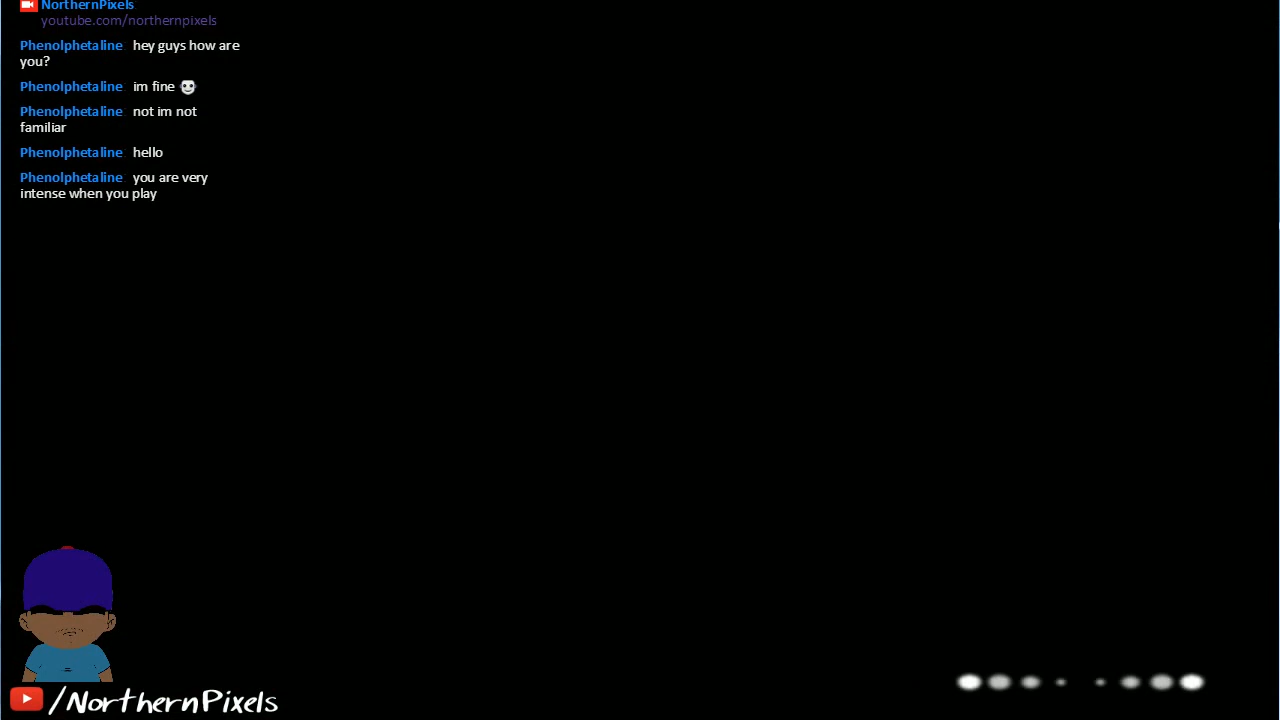 NorthernPixels
youtube.com/northernpixels
Phenolphetaline hey guys how are
you?
Phenolphetaline im fine
Phenolphetaline not im not
familiar
Phenolphetaline hello
Phenolphetaline you are very
intense when you play
/NorthernPixels